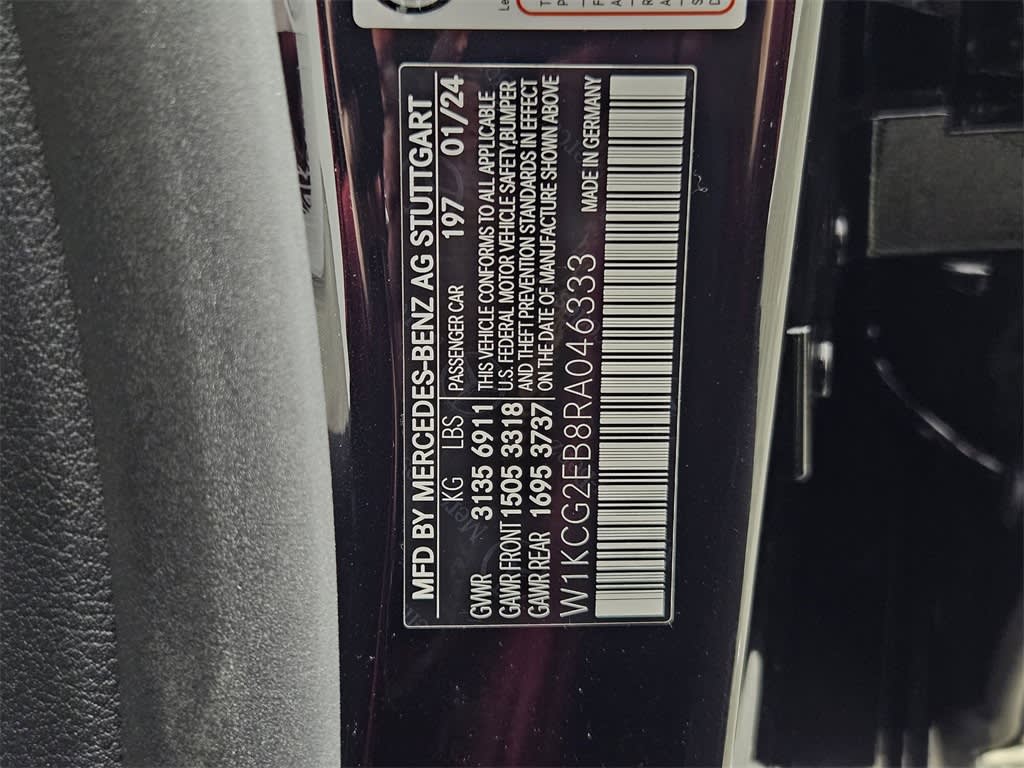 MFD BY MERCEDES-BENZ AG STUTTGART
KG LBS PASSENGER CAR 197 01/24
GVWR 3135 6911
GAWR FRONT 1505 3318
GAWR REAR 1695 3737
THIS VEHICLE CONFORMS TO ALL APPLICABLE
U.S. FEDERAL MOTOR VEHICLE SAFETY,BUMPER
AND THEFT PREVENTION STANDARDS IN EFFECT
ON THE DATE OF MANUFACTURE SHOWN ABOVE
W1KCG2EB8RA046333 MADE IN GERMANY